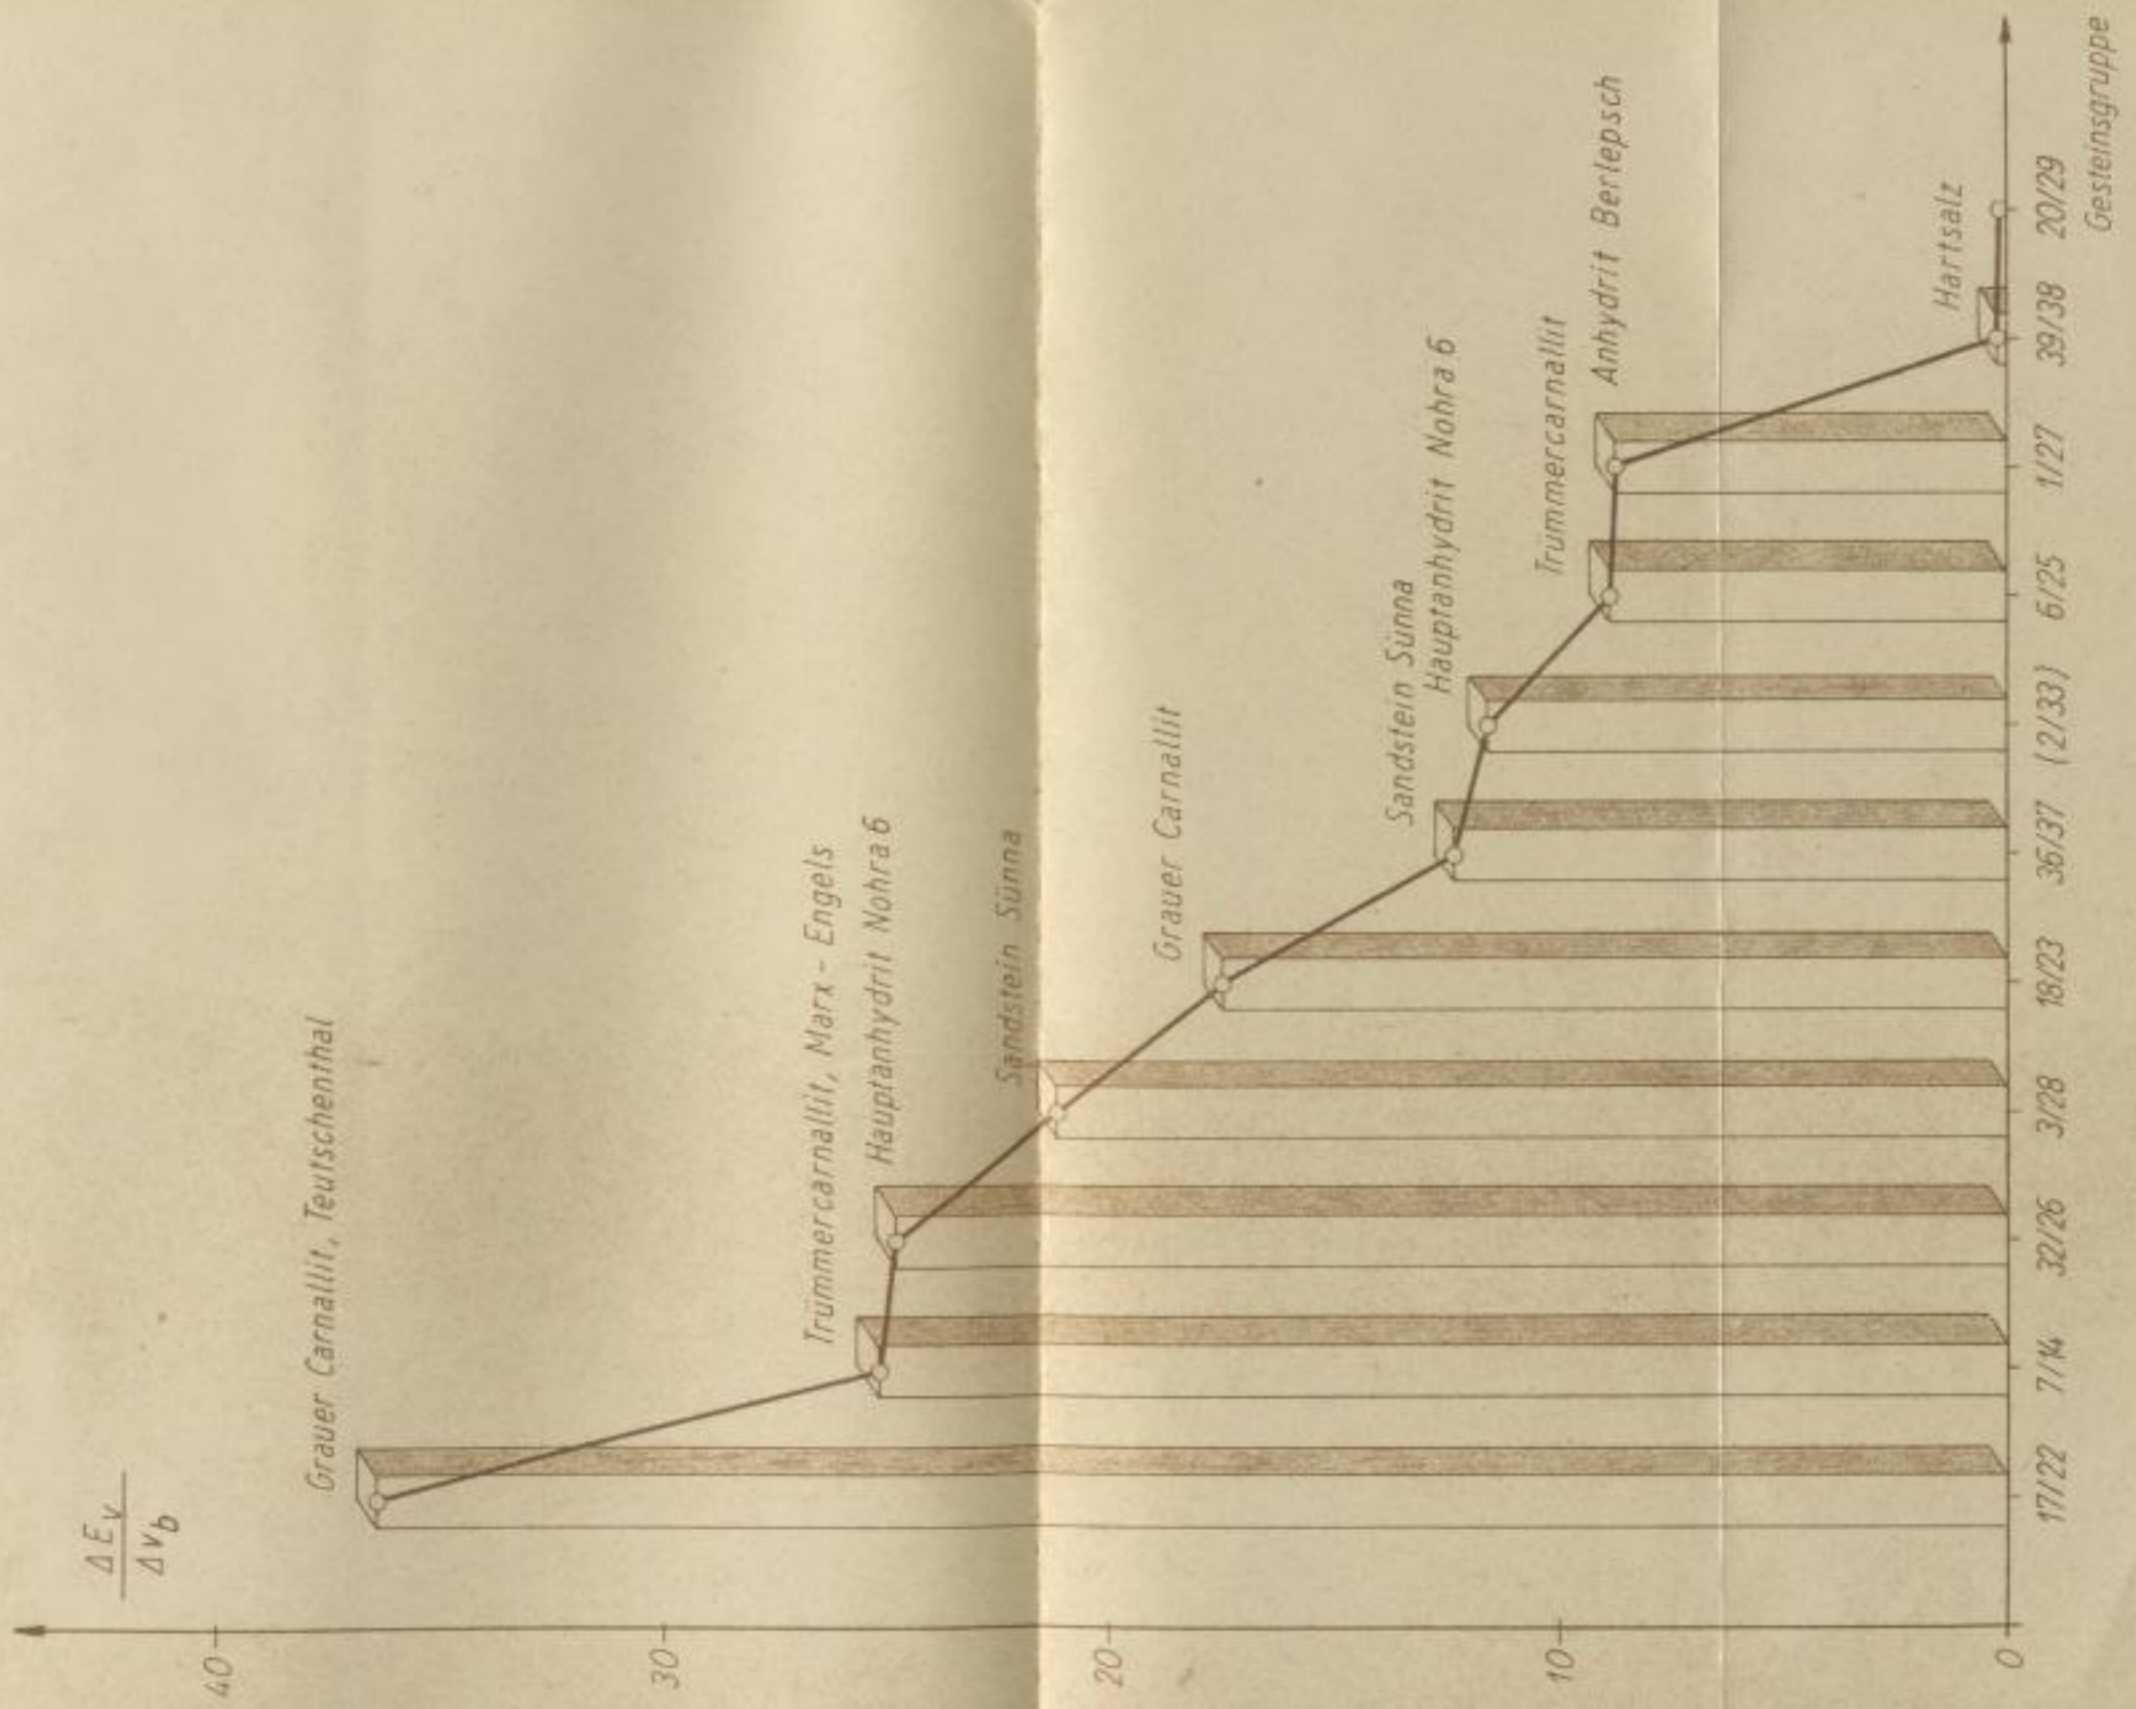 ΔEv
Δvb
40
30
20
10
0
Grauer Carnallit, Teutschenthal
Trümmercarnallit, Marx - Engels
Hauptanhydrit Nohra 6
Sandstein Sünna
Grauer Carnallit
Sandstein Sünna
Hauptanhydrit Nohra 6
Trümmercarnallit
Anhydrit Berlepsch
Hartsalz
17/22 7/14 32/26 3/28 18/23 36/37 (2/33) 6/25 1/27 39/38 20/29
Gesteinsgruppe